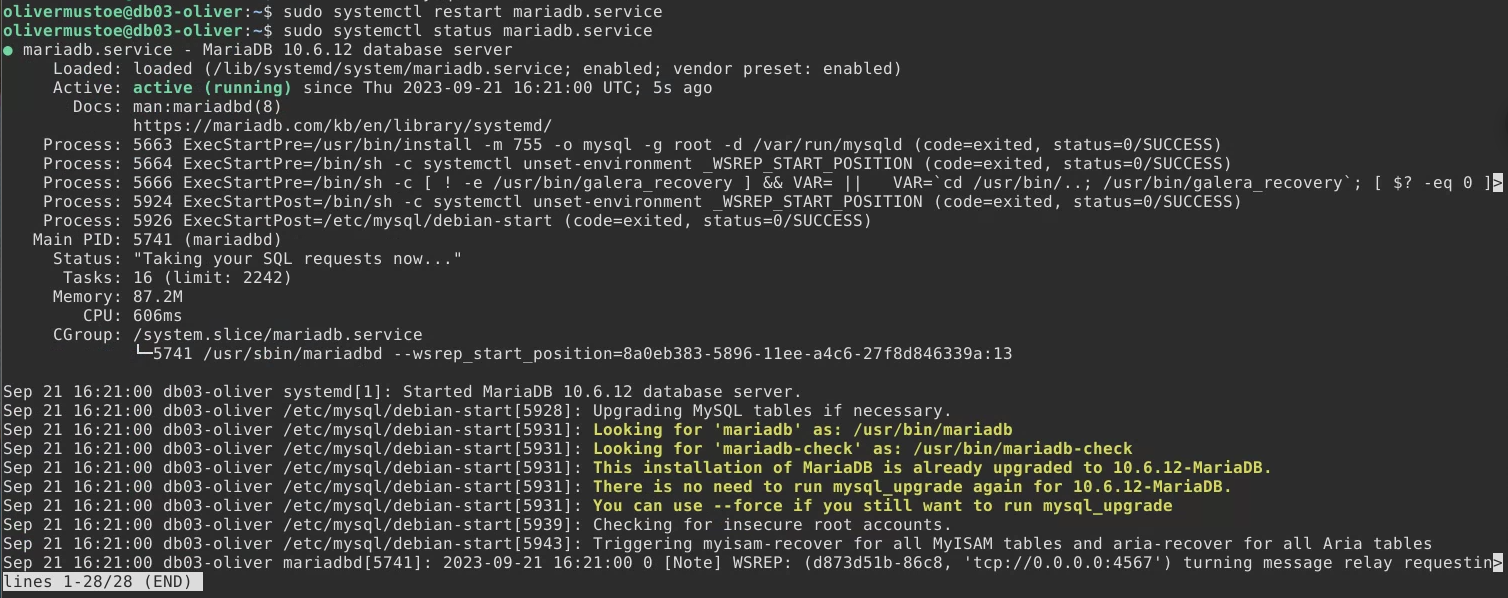 olivermustoe@db03-oliver:~$ sudo systemctl restart mariadb.service
olivermustoe@db03-oliver:~$ sudo systemctl status mariadb.service
● mariadb.service - MariaDB 10.6.12 database server
     Loaded: loaded (/lib/systemd/system/mariadb.service; enabled; vendor preset: enabled)
     Active: active (running) since Thu 2023-09-21 16:21:00 UTC; 5s ago
       Docs: man:mariadbd(8)
             https://mariadb.com/kb/en/library/systemd/
    Process: 5663 ExecStartPre=/usr/bin/install -m 755 -o mysql -g root -d /var/run/mysqld (code=exited, status=0/SUCCESS)
    Process: 5664 ExecStartPre=/bin/sh -c systemctl unset-environment _WSREP_START_POSITION (code=exited, status=0/SUCCESS)
    Process: 5666 ExecStartPre=/bin/sh -c [ ! -e /usr/bin/galera_recovery ] && VAR= ||   VAR=`cd /usr/bin/..; /usr/bin/galera_recovery`; [ $? -eq 0 ]>
    Process: 5924 ExecStartPost=/bin/sh -c systemctl unset-environment _WSREP_START_POSITION (code=exited, status=0/SUCCESS)
    Process: 5926 ExecStartPost=/etc/mysql/debian-start (code=exited, status=0/SUCCESS)
   Main PID: 5741 (mariadbd)
     Status: "Taking your SQL requests now..."
      Tasks: 16 (limit: 2242)
     Memory: 87.2M
        CPU: 606ms
     CGroup: /system.slice/mariadb.service
             └─5741 /usr/sbin/mariadbd --wsrep_start_position=8a0eb383-5896-11ee-a4c6-27f8d846339a:13

Sep 21 16:21:00 db03-oliver systemd[1]: Started MariaDB 10.6.12 database server.
Sep 21 16:21:00 db03-oliver /etc/mysql/debian-start[5928]: Upgrading MySQL tables if necessary.
Sep 21 16:21:00 db03-oliver /etc/mysql/debian-start[5931]: Looking for 'mariadb' as: /usr/bin/mariadb
Sep 21 16:21:00 db03-oliver /etc/mysql/debian-start[5931]: Looking for 'mariadb-check' as: /usr/bin/mariadb-check
Sep 21 16:21:00 db03-oliver /etc/mysql/debian-start[5931]: This installation of MariaDB is already upgraded to 10.6.12-MariaDB.
Sep 21 16:21:00 db03-oliver /etc/mysql/debian-start[5931]: There is no need to run mysql_upgrade again for 10.6.12-MariaDB.
Sep 21 16:21:00 db03-oliver /etc/mysql/debian-start[5931]: You can use --force if you still want to run mysql_upgrade
Sep 21 16:21:00 db03-oliver /etc/mysql/debian-start[5939]: Checking for insecure root accounts.
Sep 21 16:21:00 db03-oliver /etc/mysql/debian-start[5943]: Triggering myisam-recover for all MyISAM tables and aria-recover for all Aria tables
Sep 21 16:21:00 db03-oliver mariadbd[5741]: 2023-09-21 16:21:00 0 [Note] WSREP: (d873d51b-86c8, 'tcp://0.0.0.0:4567') turning message relay requestin>
lines 1-28/28 (END)